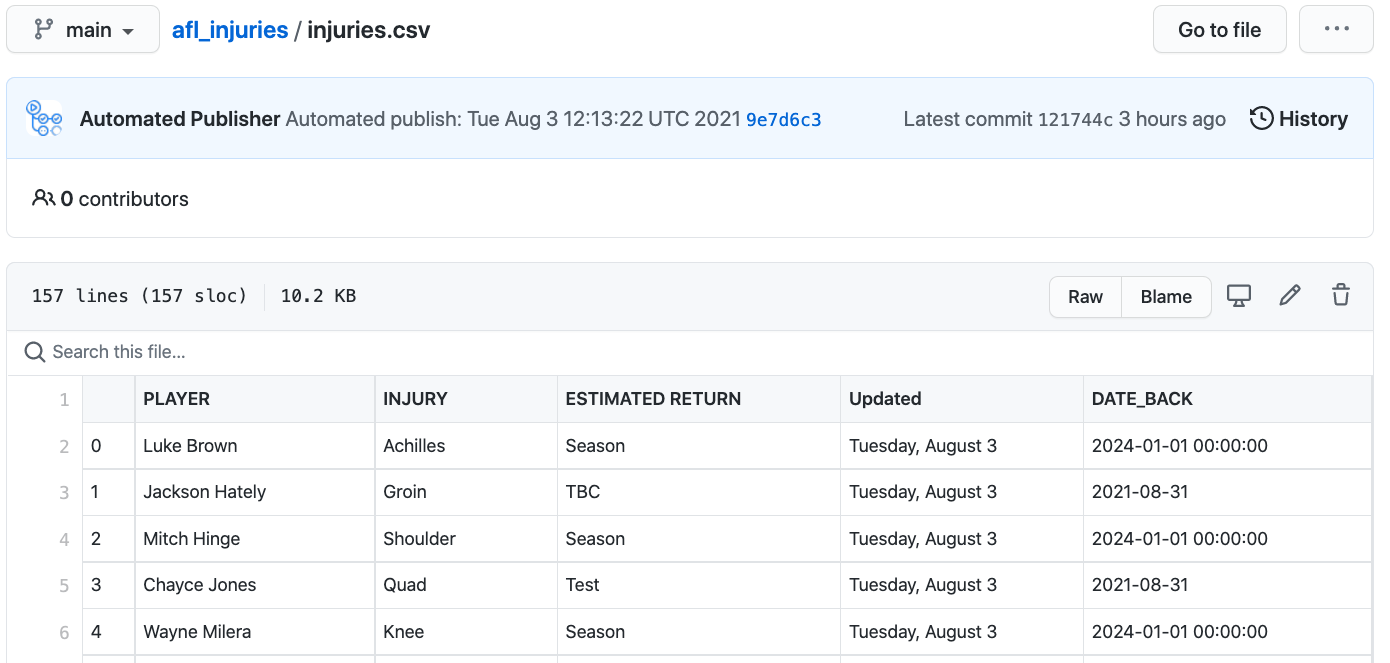 main afl_injuries / injuries.csv Go to file ...
Automated Publisher Automated publish: Tue Aug 3 12:13:22 UTC 2021 9e7d6c3 Latest commit 121744c 3 hours ago History
0 contributors
157 lines (157 sloc) 10.2 KB Raw Blame
Search this file...
1 PLAYER INJURY ESTIMATED RETURN Updated DATE_BACK
2 0 Luke Brown Achilles Season Tuesday, August 3 2024-01-01 00:00:00
3 1 Jackson Hately Groin TBC Tuesday, August 3 2021-08-31
4 2 Mitch Hinge Shoulder Season Tuesday, August 3 2024-01-01 00:00:00
5 3 Chayce Jones Quad Test Tuesday, August 3 2021-08-31
6 4 Wayne Milera Knee Season Tuesday, August 3 2024-01-01 00:00:00